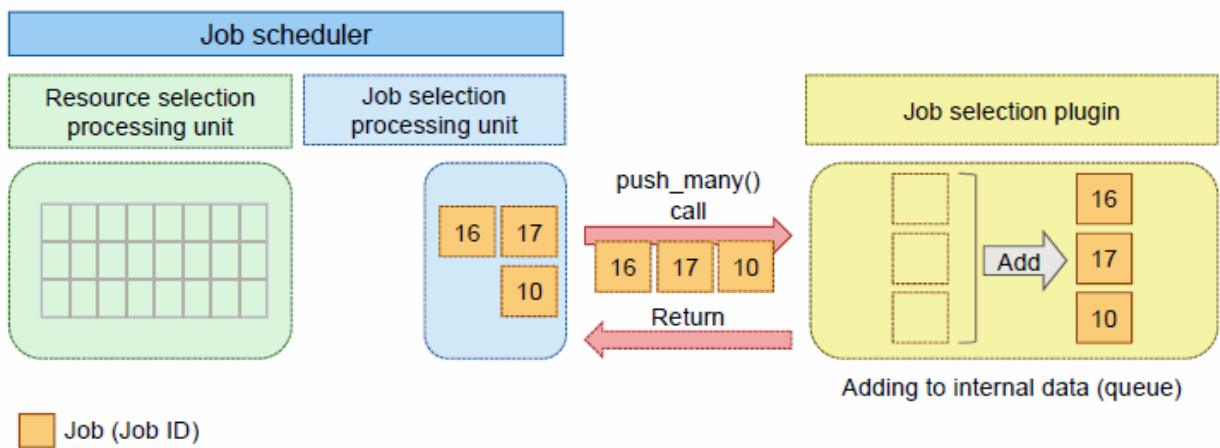 Job scheduler
Resource selection
processing unit
Job selection
processing unit
Job selection plugin
push_many()
call
16 17
10
16 17 10
Return
Add
16
17
10
Adding to internal data (queue)
Job (Job ID)